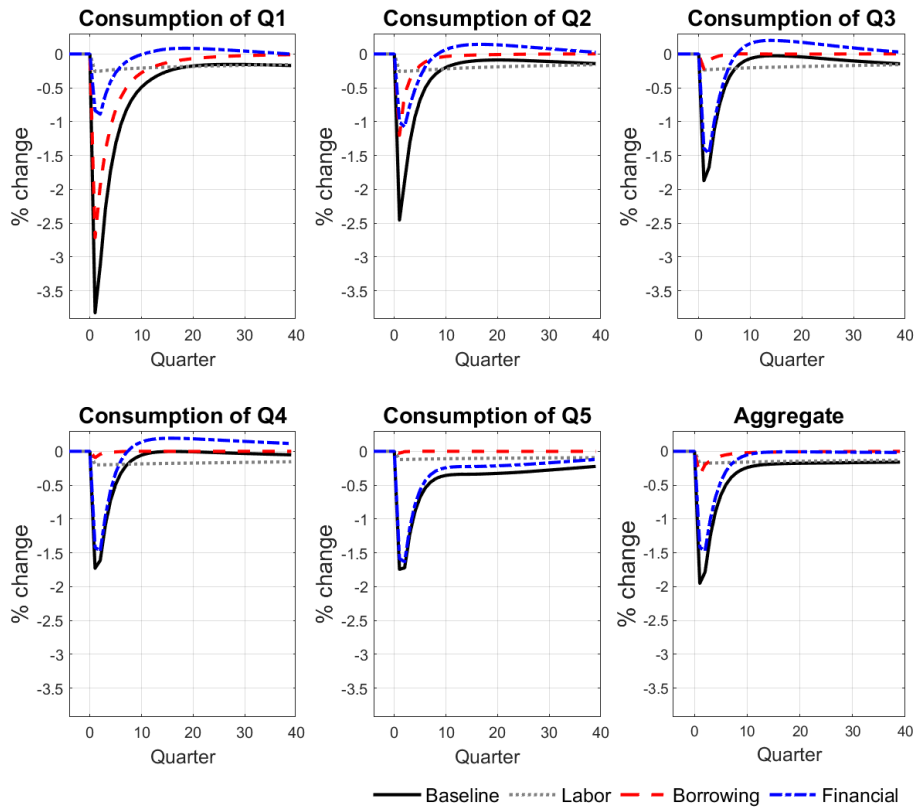 Consumption of Q1
Consumption of Q2
Consumption of Q3
% change
0
-0.5
-1
-1.5
-2
-2.5
-3
-3.5
0 10 20 30 40
Quarter
% change
0
-0.5
-1
-1.5
-2
-2.5
-3
-3.5
0 10 20 30 40
Quarter
% change
0
-0.5
-1
-1.5
-2
-2.5
-3
-3.5
0 10 20 30 40
Quarter
Consumption of Q4
Consumption of Q5
Aggregate
% change
0
-0.5
-1
-1.5
-2
-2.5
-3
-3.5
0 10 20 30 40
Quarter
% change
0
-0.5
-1
-1.5
-2
-2.5
-3
-3.5
0 10 20 30 40
Quarter
% change
0
-0.5
-1
-1.5
-2
-2.5
-3
-3.5
0 10 20 30 40
Quarter
Baseline Labor Borrowing Financial